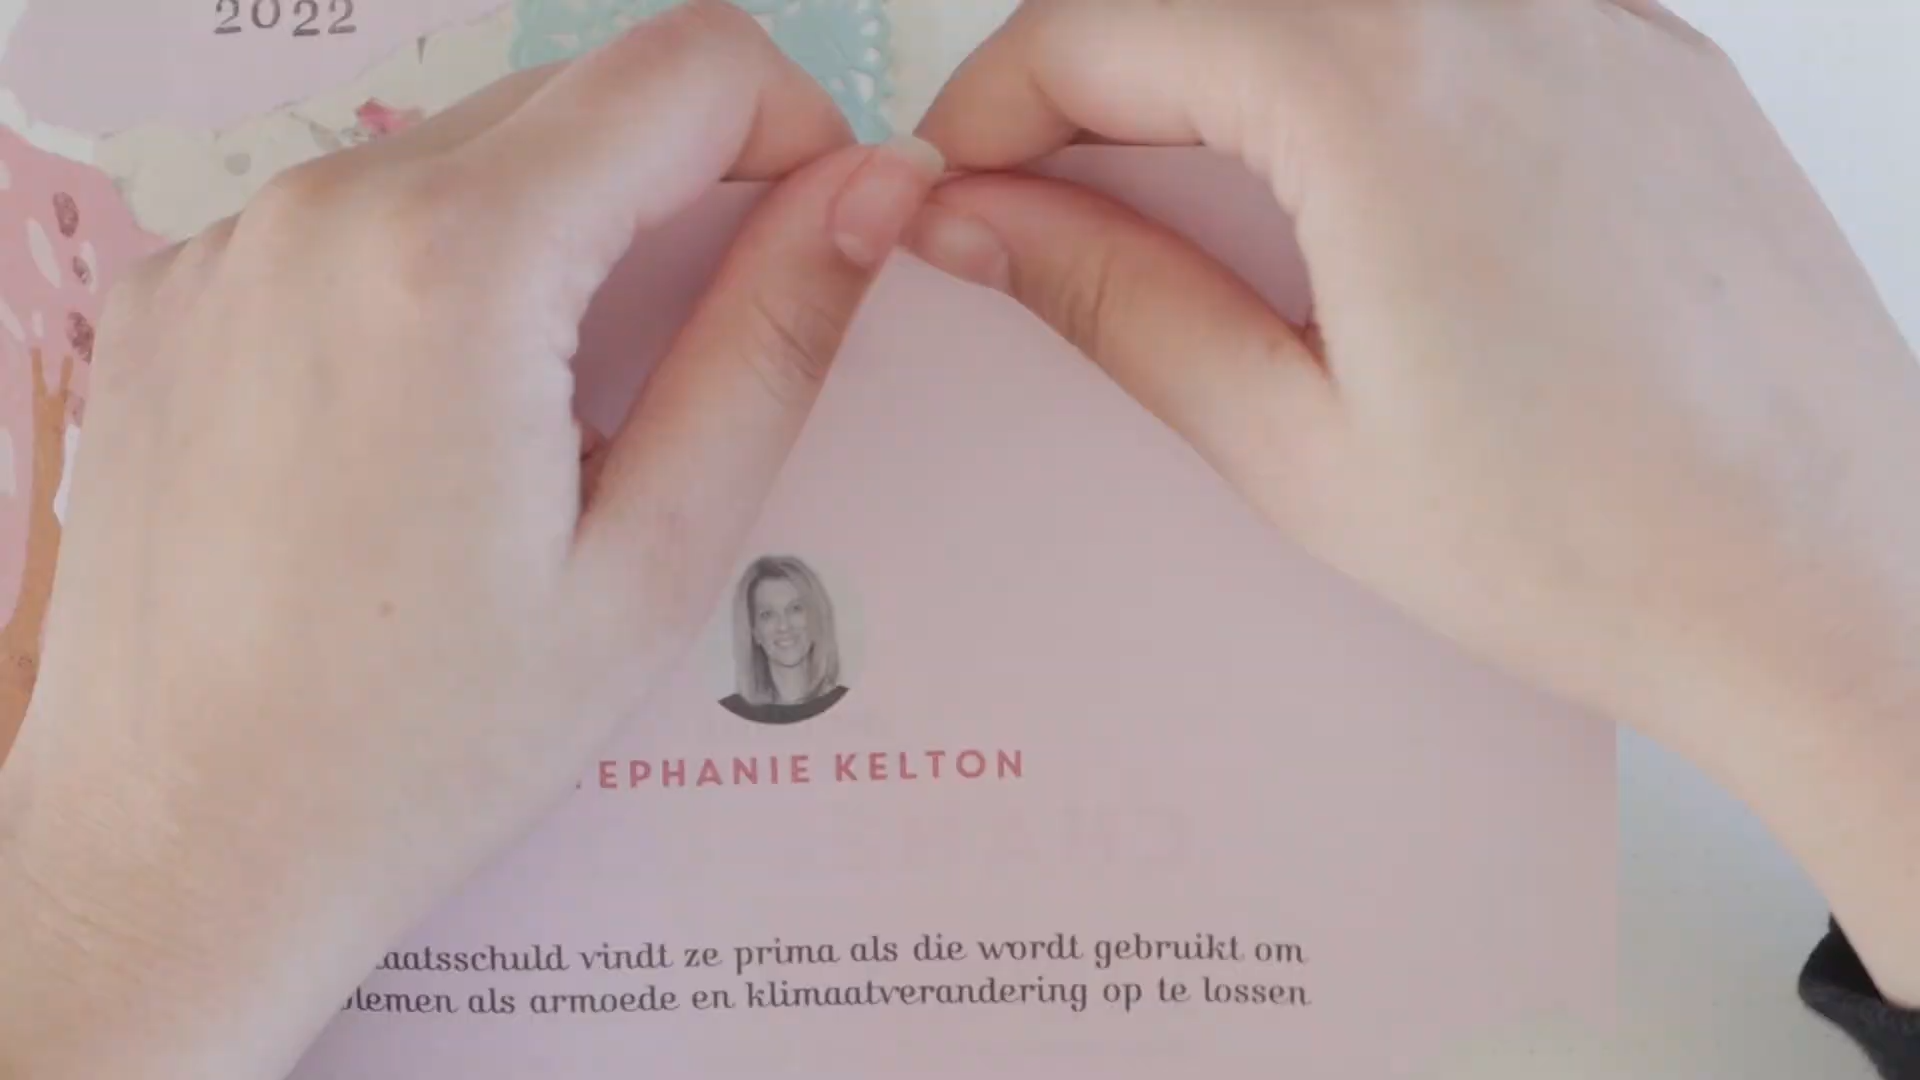 2022
EPHANIE KELTON
aatsschuld vindt ze prima als die wordt gebruikt om
lemen als armoede en klimaatverandering op te lossen